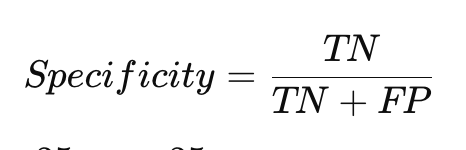 Specificity = TN / TN + FP